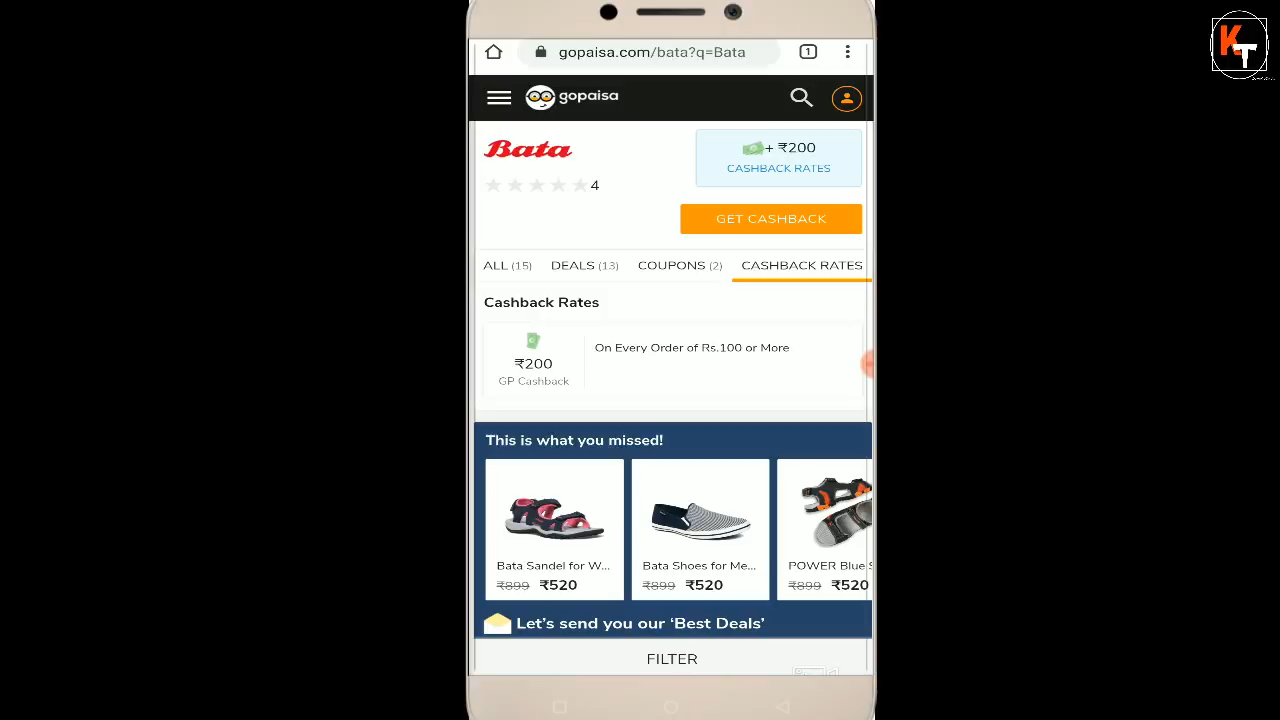 KT
gopaisa.com/bata?q=Bata
1
gopaisa
Bata
+ ₹200
CASHBACK RATES
4
GET CASHBACK
ALL (15) DEALS (13) COUPONS (2) CASHBACK RATES
Cashback Rates
₹200
GP Cashback
On Every Order of Rs.100 or More
This is what you missed!
Bata Sandel for W... Bata Shoes for Me... POWER Blue S
₹899 ₹520 ₹899 ₹520 ₹899 ₹520
Let's send you our ‘Best Deals’
FILTER